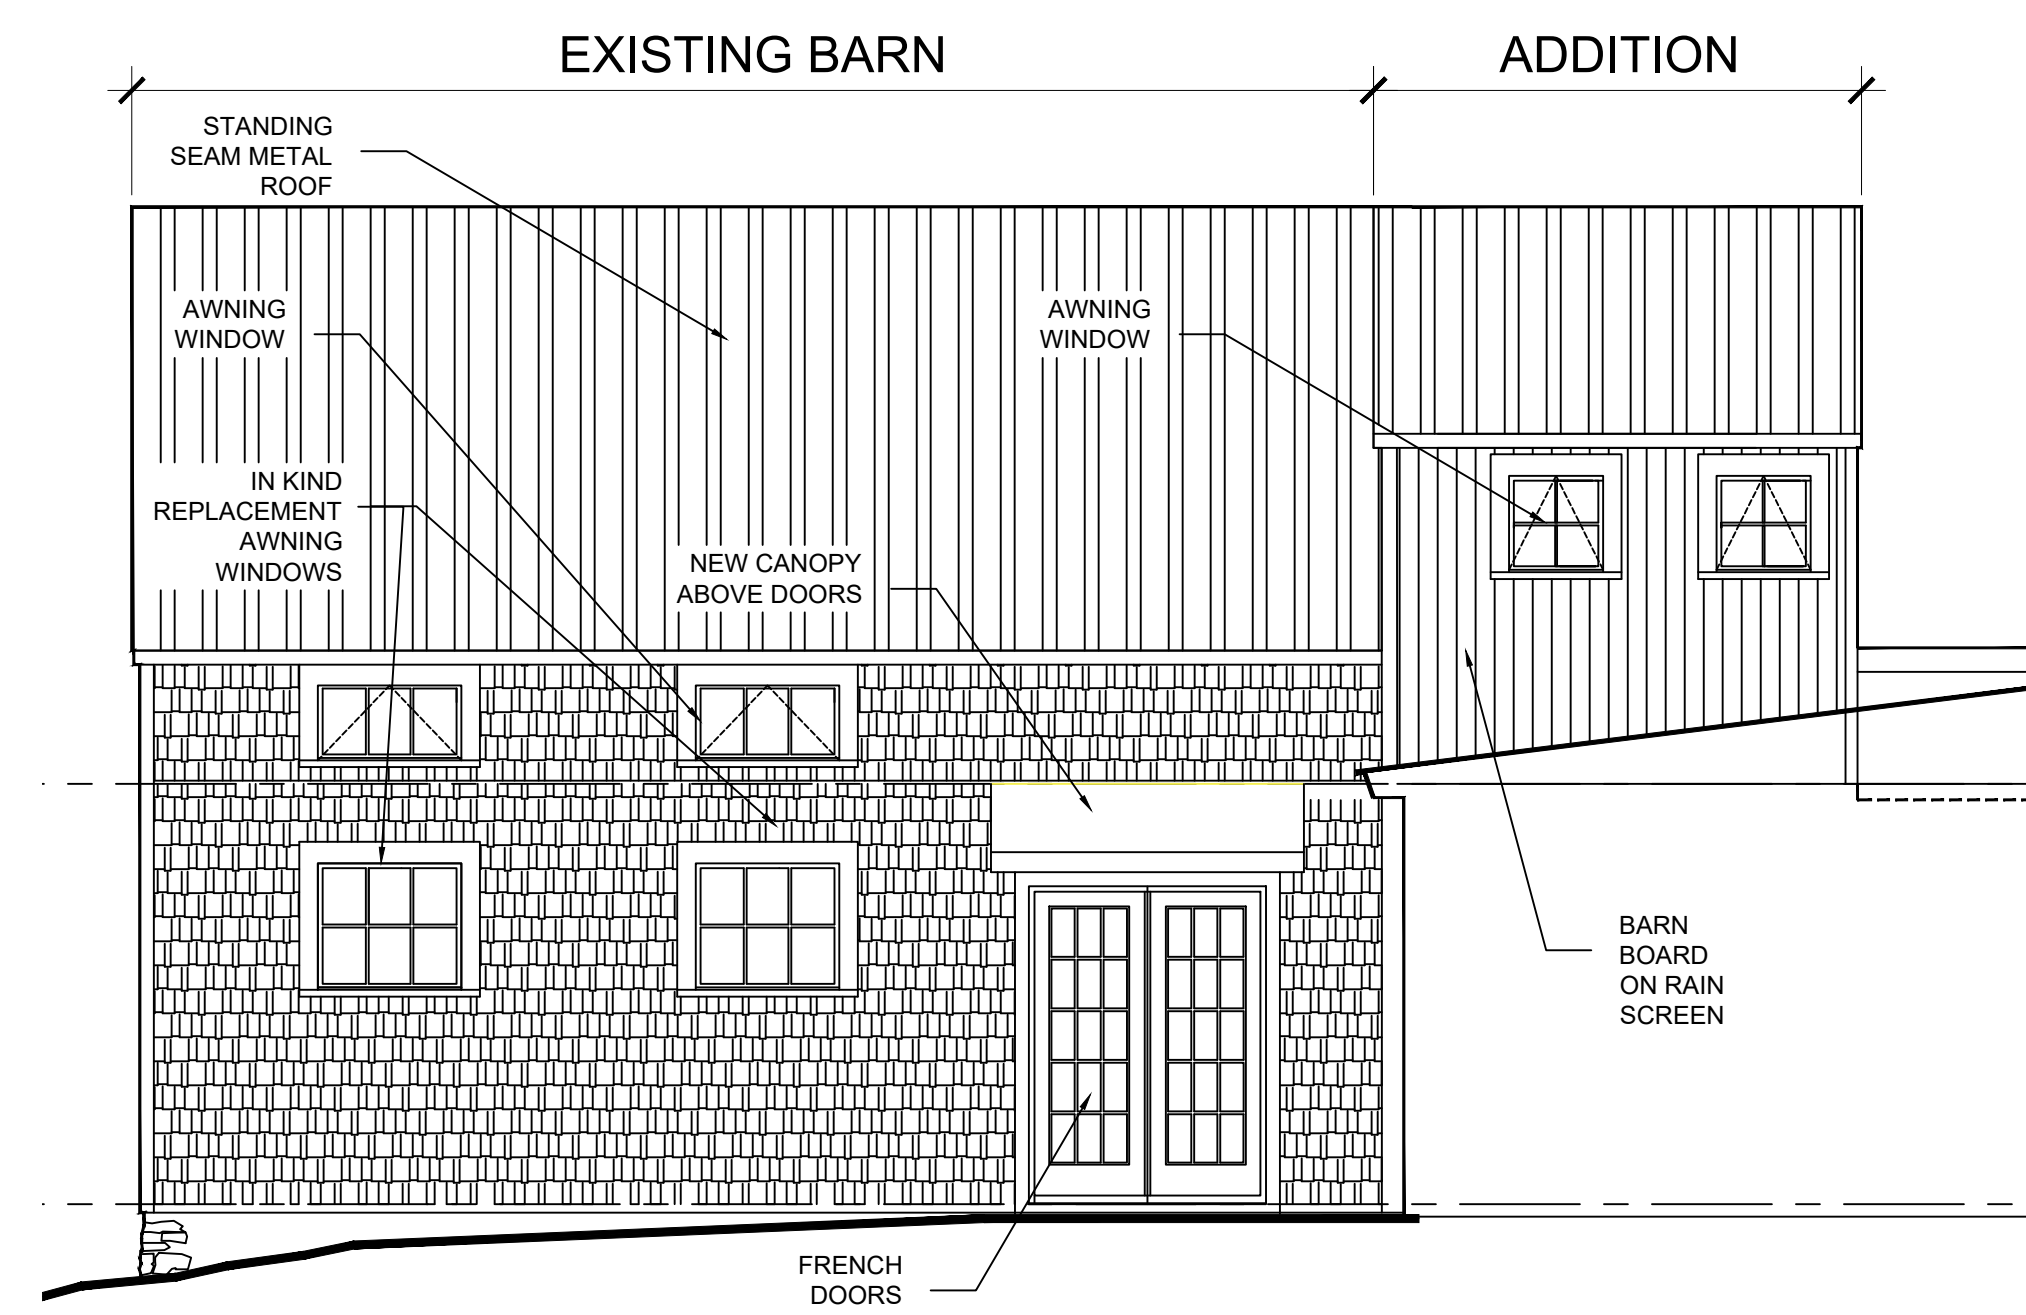 EXISTING BARN
ADDITION
STANDING
SEAM METAL
ROOF
AWNING
WINDOW
AWNING
WINDOW
IN KIND
REPLACEMENT
AWNING
WINDOWS
NEW CANOPY
ABOVE DOORS
BARN
BOARD
ON RAIN
SCREEN
FRENCH
DOORS